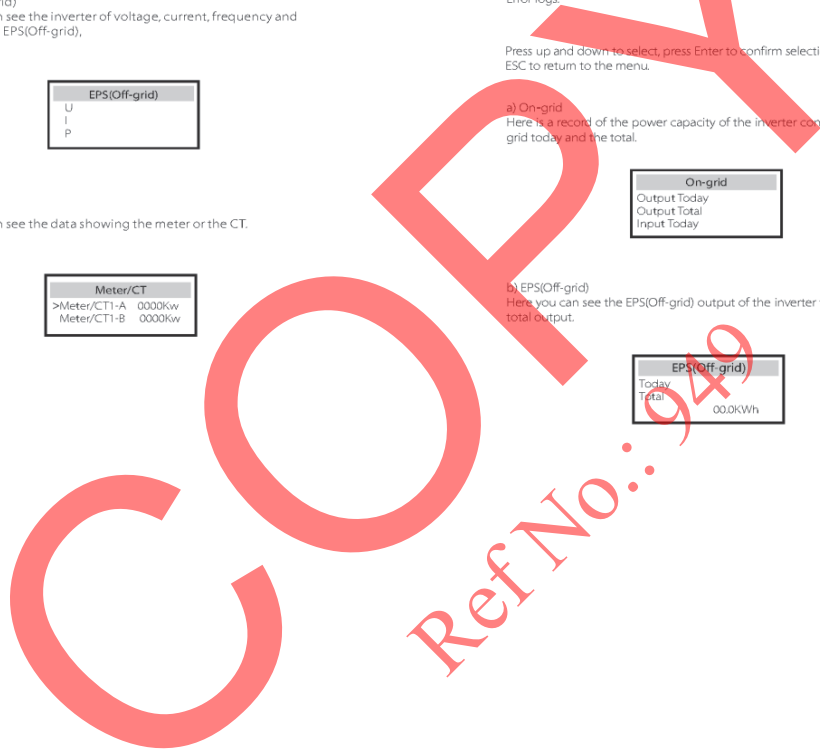 n see the inverter of voltage, current, frequency and
EPS(Off-grid),
EPS(Off-grid)
U
I
P
n see the data showing the meter or the CT.
Meter/CT
>Meter/CT1-A 0000Kw
Meter/CT1-B 0000Kw
Error logs.
Press up and down to select, press Enter to confirm selecti
ESC to return to the menu.
a) On-grid
Here is a record of the power capacity of the inverter con
grid today and the total.
On-grid
Output Today
Output Total
Input Today
b) EPS(Off-grid)
Here you can see the EPS(Off-grid) output of the inverter
total output.
EPS(Off-grid)
Today
Total
00.0KWh
COPY
Ref No.: 949